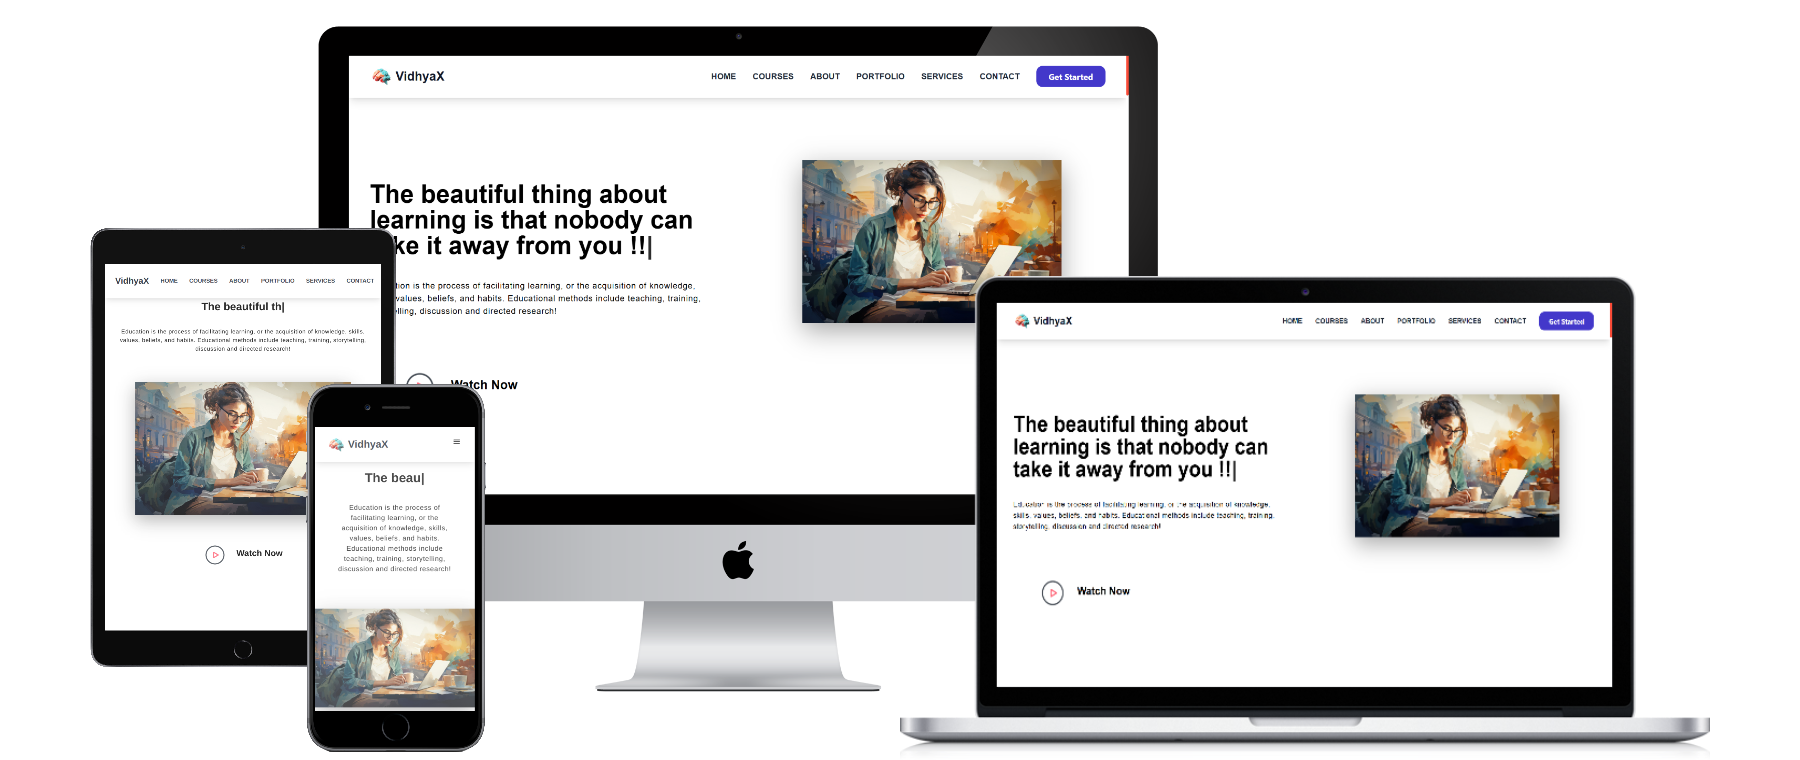 VidhyaX HOME COURSES ABOUT PORTFOLIO SERVICES CONTACT Get Started
The beautiful thing about
learning is that nobody can
ke it away from you !!|
tion is the process of facilitating learning, or the acquisition of knowledge,
values, beliefs, and habits. Educational methods include teaching, training,
elling, discussion and directed research!
Watch Now
VidhyaX HOME COURSES ABOUT PORTFOLIO SERVICES CONTACT
The beautiful th|
Education is the process of facilitating learning, or the acquisition of knowledge, skills,
values, beliefs, and habits. Educational methods include teaching, training, storytelling,
discussion and directed research!
Watch Now
VidhyaX
The beau|
Education is the process of
facilitating learning, or the
acquisition of knowledge, skills,
values, beliefs, and habits.
Educational methods include
teaching, training, storytelling,
discussion and directed research!
VidhyaX HOME COURSES ABOUT PORTFOLIO SERVICES CONTACT Get Started
The beautiful thing about
learning is that nobody can
take it away from you !!|
Education is the process of facilitating learning, or the acquisition of knowledge,
skills, values, beliefs, and habits. Educational methods include teaching, training,
storytelling, discussion and directed research!
Watch Now